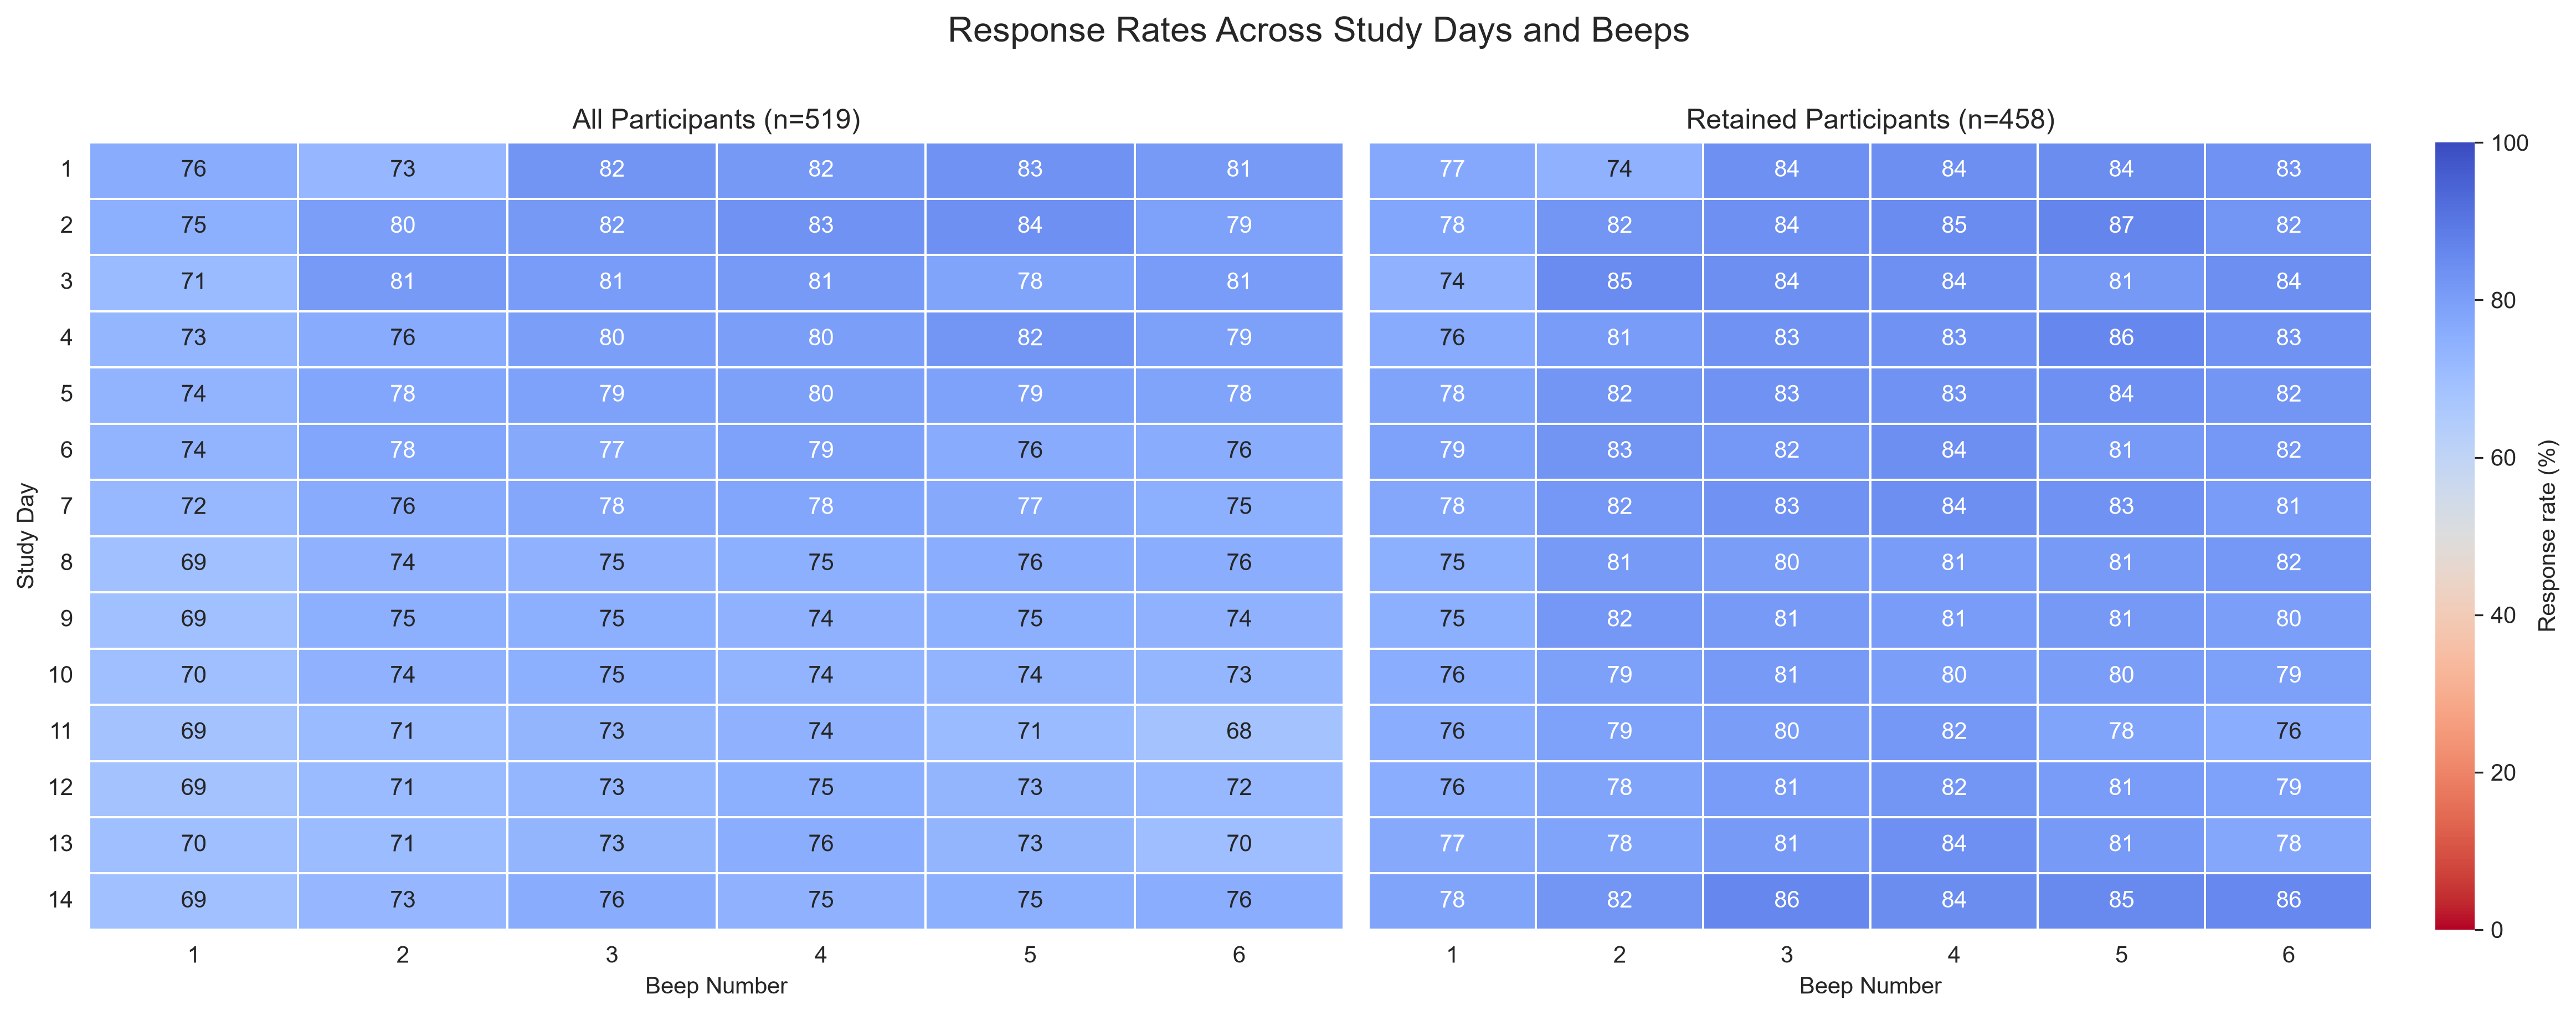 Response Rates Across Study Days and Beeps
All Participants (n=519) Retained Participants (n=458)
1 76 73 82 82 83 81 77 74 84 84 84 83 100
2 75 80 82 83 84 79 78 82 84 85 87 82
3 71 81 81 81 78 81 74 85 84 84 81 84 80
4 73 76 80 80 82 79 76 81 83 83 86 83
5 74 78 79 80 79 78 78 82 83 83 84 82
6 74 78 77 79 76 76 79 83 82 84 81 82 60
7 72 76 78 78 77 75 78 82 83 84 83 81
8 69 74 75 75 76 76 75 81 80 81 81 82
9 69 75 75 74 75 74 75 82 81 81 81 80 40
10 70 74 75 74 74 73 76 79 81 80 80 79
11 69 71 73 74 71 68 76 79 80 82 78 76
12 69 71 73 75 73 72 76 78 81 82 81 79 20
13 70 71 73 76 73 70 77 78 81 84 81 78
14 69 73 76 75 75 76 78 82 86 84 85 86 0
1 2 3 4 5 6 1 2 3 4 5 6
Beep Number Beep Number
Study Day
Response rate (%)